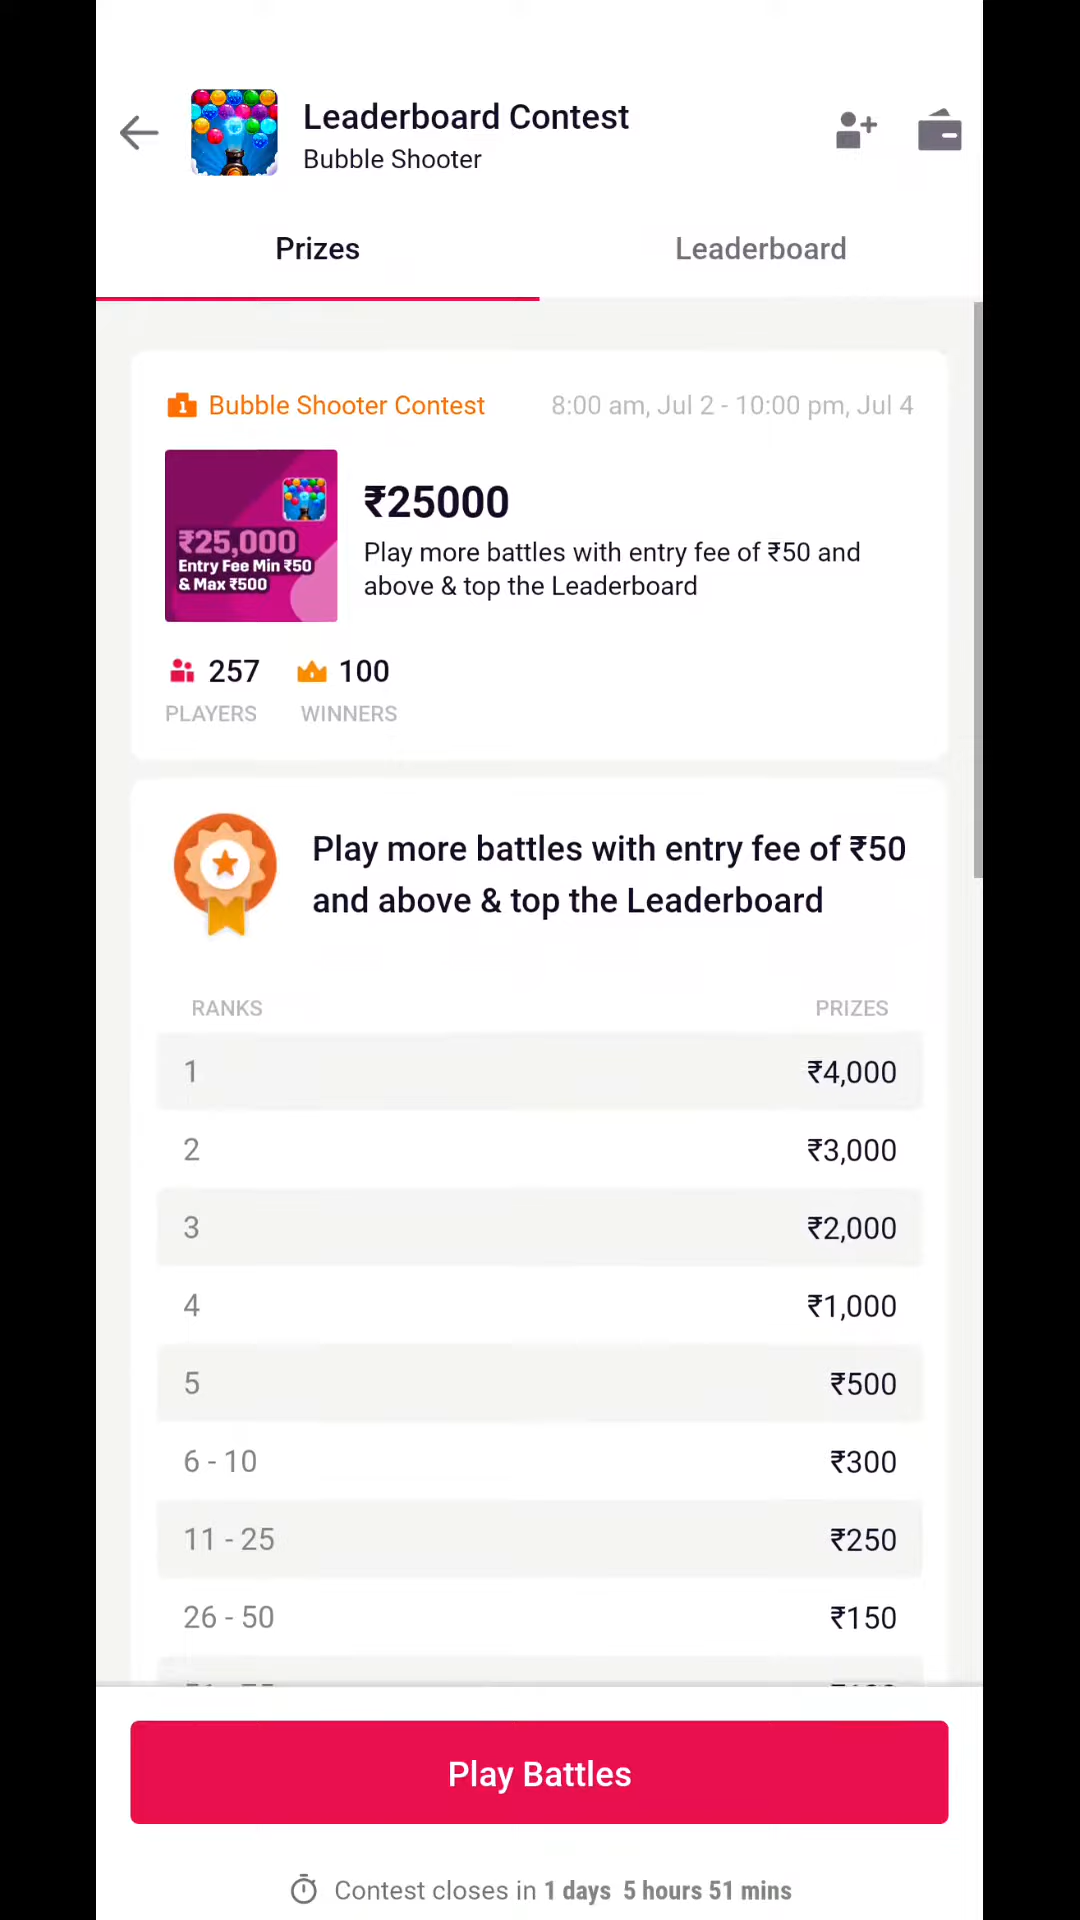 Leaderboard Contest
Bubble Shooter
Prizes
Leaderboard
1
Bubble Shooter Contest
8:00 am, Jul 2 - 10:00 pm, Jul 4
₹25,000
Entry Fee Min ₹50
& Max ₹500
₹25000
Play more battles with entry fee of ₹50 and
above & top the Leaderboard
257
PLAYERS
100
WINNERS
Play more battles with entry fee of ₹50
and above & top the Leaderboard
RANKS PRIZES
1 ₹4,000
2 ₹3,000
3 ₹2,000
4 ₹1,000
5 ₹500
6 - 10 ₹300
11 - 25 ₹250
26 - 50 ₹150
Play Battles
Contest closes in 1 days 5 hours 51 mins